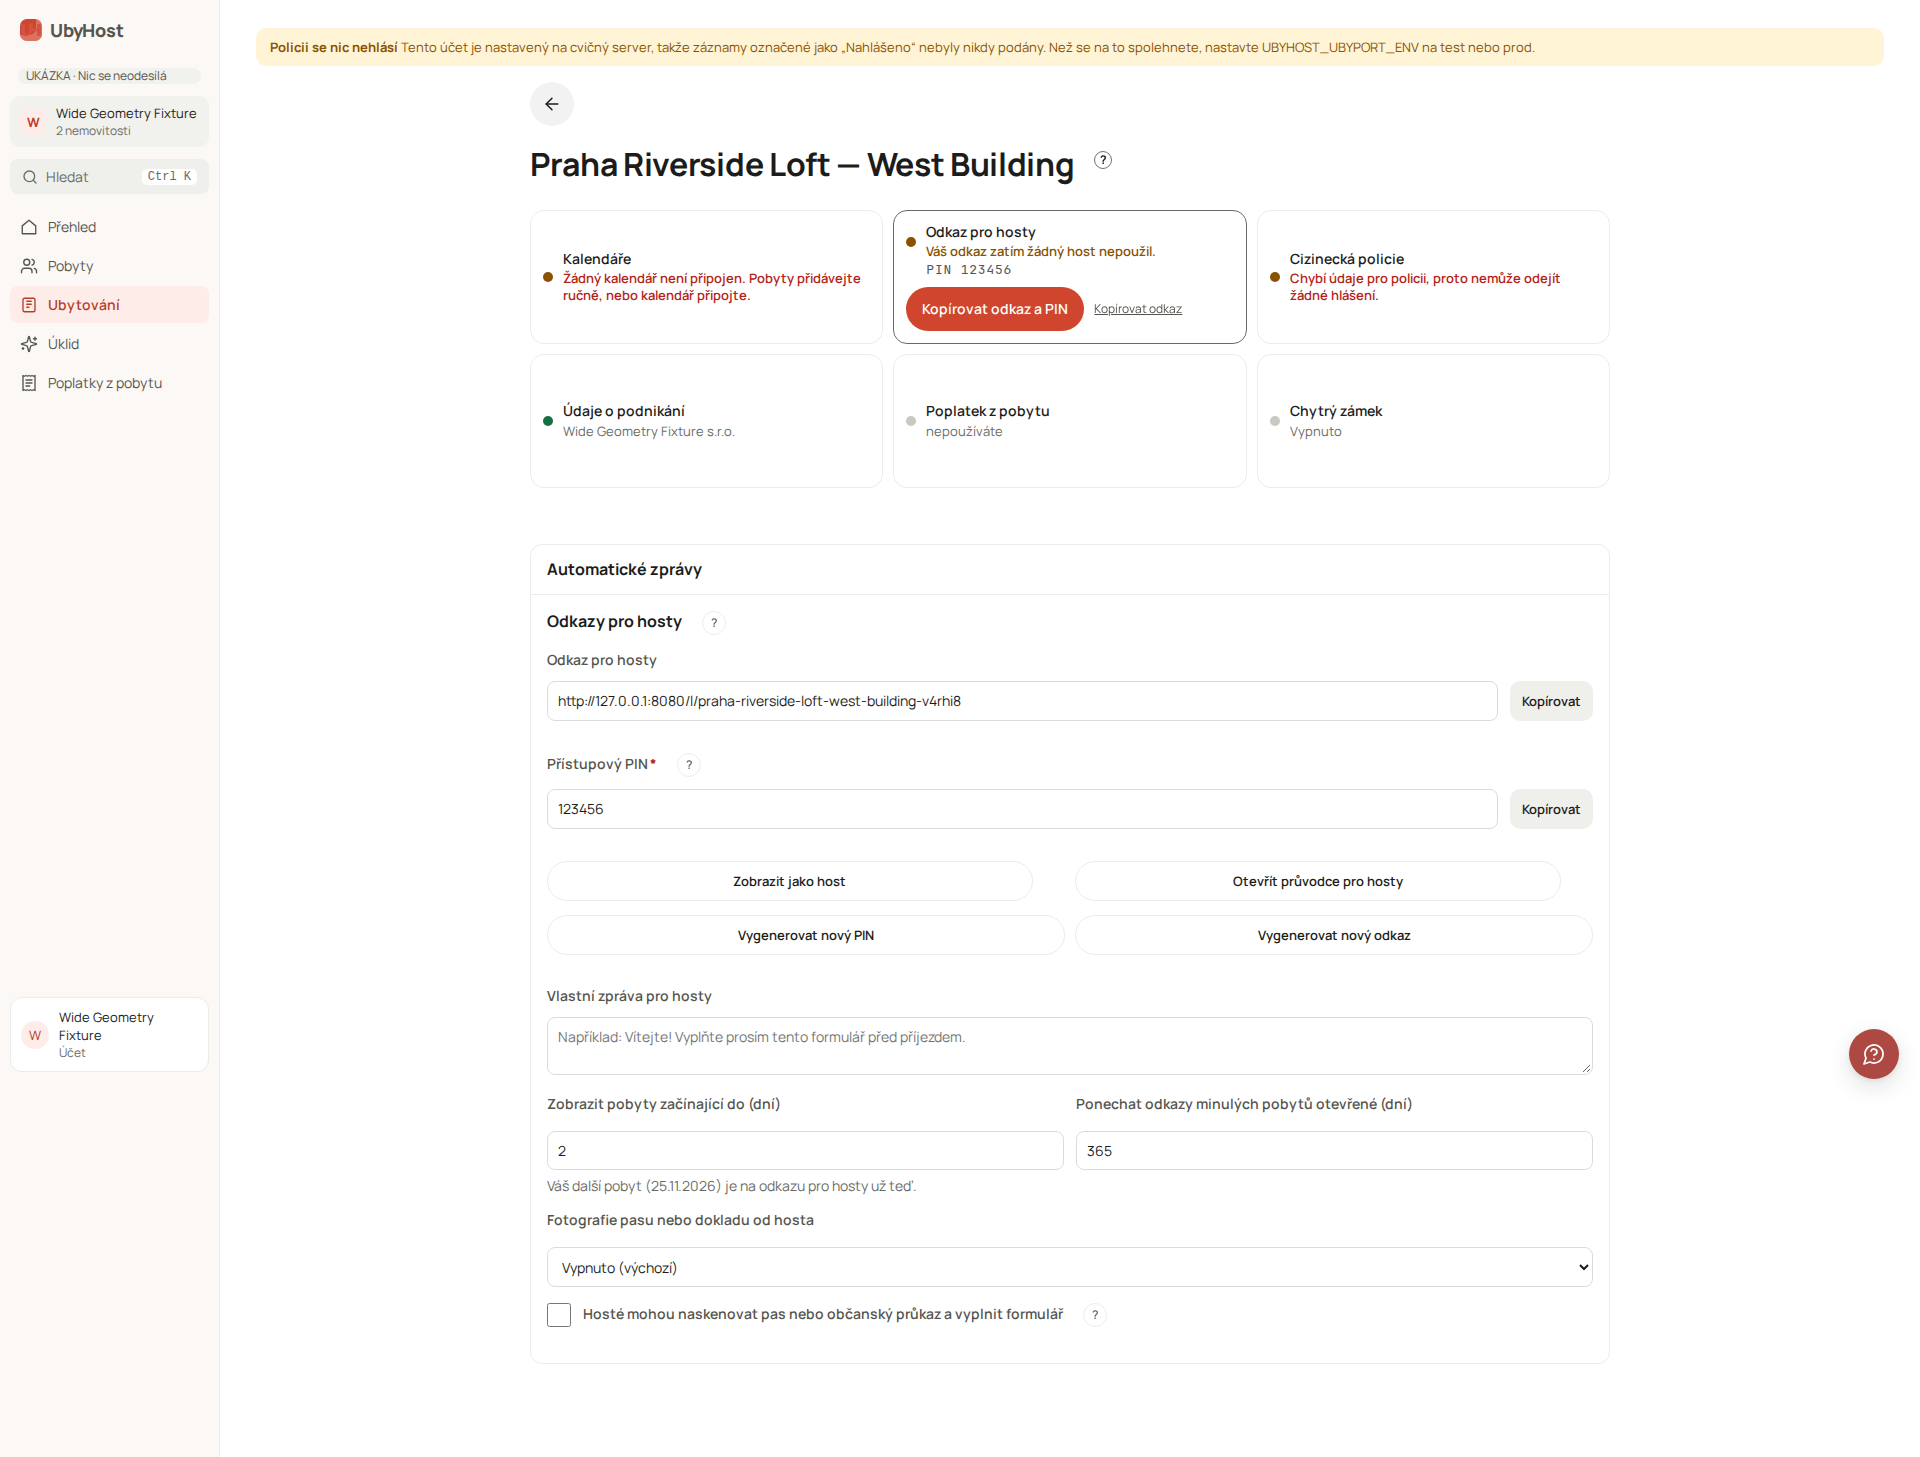 UbyHost
UKÁZKA · Nic se neodesílá
W
Wide Geometry Fixture
2 nemovitosti
Hledat
Ctrl K
Přehled
Pobyty
Ubytování
Úklid
Poplatky z pobytu
W
Wide Geometry
Fixture
Účet
Policii se nic nehlásí Tento účet je nastavený na cvičný server, takže záznamy označené jako „Nahlášeno“ nebyly nikdy podány. Než se na to spolehnete, nastavte UBYHOST_UBYPORT_ENV na test nebo prod.
Praha Riverside Loft — West Building ?
Kalendáře
Žádný kalendář není připojen. Pobyty přidávejte
ručně, nebo kalendář připojte.
Odkaz pro hosty
Váš odkaz zatím žádný host nepoužil.
PIN 123456
Kopírovat odkaz a PIN
Kopírovat odkaz
Cizinecká policie
Chybí údaje pro policii, proto nemůže odejít
žádné hlášení.
Údaje o podnikání
Wide Geometry Fixture s.r.o.
Poplatek z pobytu
nepoužíváte
Chytrý zámek
Vypnuto
Automatické zprávy
Odkazy pro hosty ?
Odkaz pro hosty
http://127.0.0.1:8080/l/praha-riverside-loft-west-building-v4rhi8
Kopírovat
Přístupový PIN* ?
123456
Kopírovat
Zobrazit jako host
Otevřít průvodce pro hosty
Vygenerovat nový PIN
Vygenerovat nový odkaz
Vlastní zpráva pro hosty
Například: Vítejte! Vyplňte prosím tento formulář před příjezdem.
Zobrazit pobyty začínající do (dní)
Ponechat odkazy minulých pobytů otevřené (dní)
2
365
Váš další pobyt (25.11.2026) je na odkazu pro hosty už teď.
Fotografie pasu nebo dokladu od hosta
Vypnuto (výchozí)
Hosté mohou naskenovat pas nebo občanský průkaz a vyplnit formulář ?